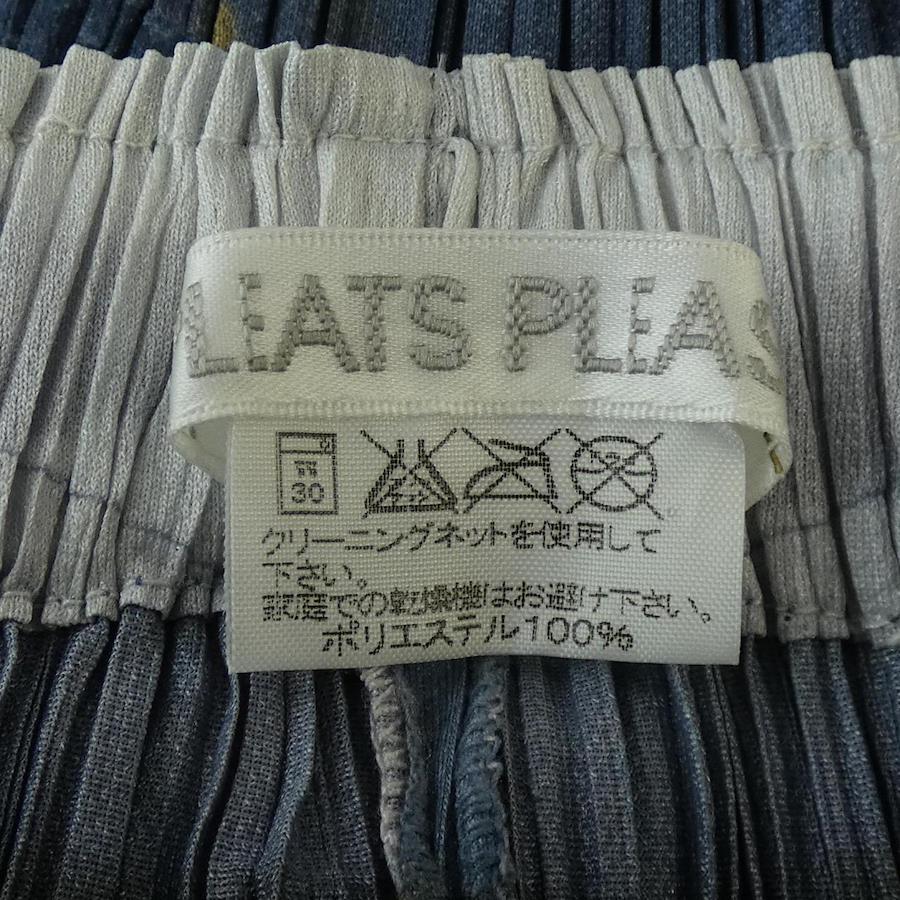 PLEATS PLEAS
弱
30
クリーニングネットを使用して
下さい。
家庭での乾燥機はお避け下さい。
ポリエステル100%